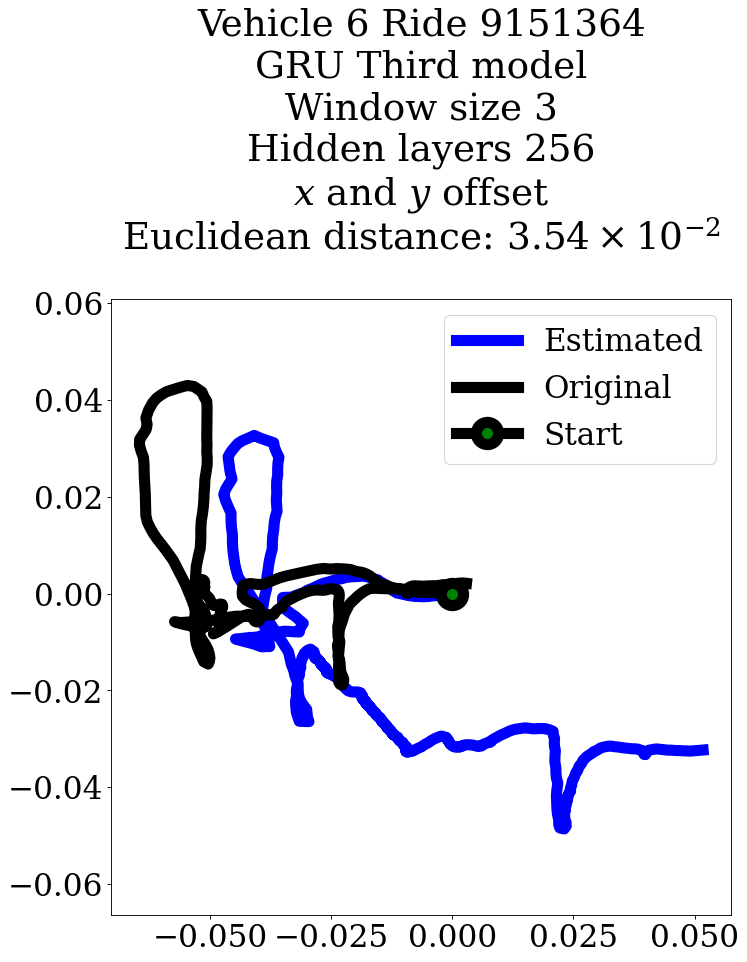 Vehicle 6 Ride 9151364
GRU Third model
Window size 3
Hidden layers 256
x and y offset
Euclidean distance: 3.54 × 10⁻²
Estimated
Original
Start
0.06
0.04
0.02
0.00
−0.02
−0.04
−0.06
−0.050 −0.025 0.000 0.025 0.050